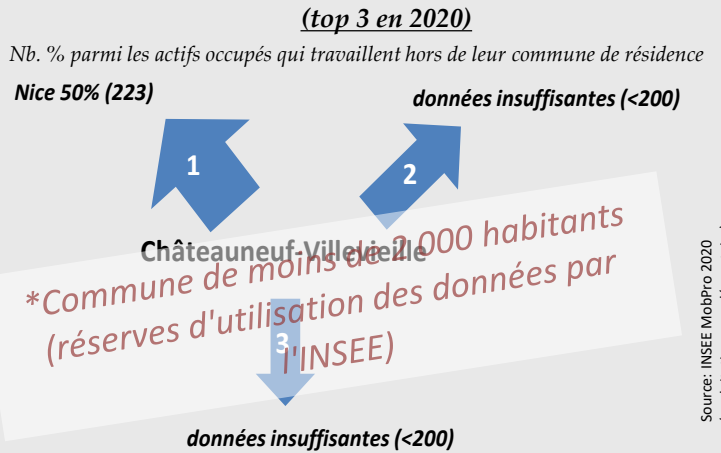 (top 3 en 2020)
Nb. % parmi les actifs occupés qui travaillent hors de leur commune de résidence
Nice 50% (223)
données insuffisantes (<200)
1
2
Châteauneuf-Villevieille
*Commune de moins de 2 000 habitants
(réserves d'utilisation des données par
l'INSEE)
3
données insuffisantes (<200)
Source: INSEE MobPro 2020